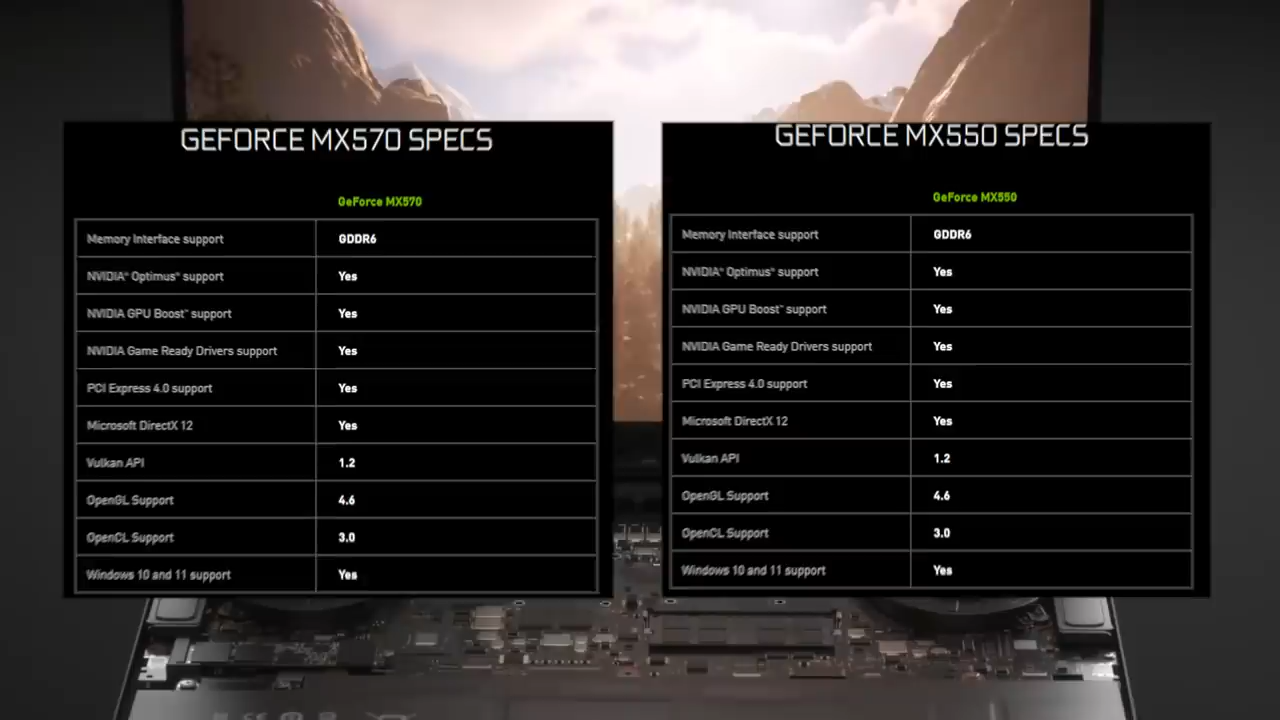 GEFORCE MX570 SPECS
GeForce MX570
Memory Interface support GDDR6
NVIDIA® Optimus™ support Yes
NVIDIA GPU Boost™ support Yes
NVIDIA Game Ready Drivers support Yes
PCI Express 4.0 support Yes
Microsoft DirectX 12 Yes
Vulkan API 1.2
OpenGL Support 4.6
OpenCL Support 3.0
Windows 10 and 11 support Yes
GEFORCE MX550 SPECS
GeForce MX550
Memory Interface support GDDR6
NVIDIA® Optimus™ support Yes
NVIDIA GPU Boost™ support Yes
NVIDIA Game Ready Drivers support Yes
PCI Express 4.0 support Yes
Microsoft DirectX 12 Yes
Vulkan API 1.2
OpenGL Support 4.6
OpenCL Support 3.0
Windows 10 and 11 support Yes